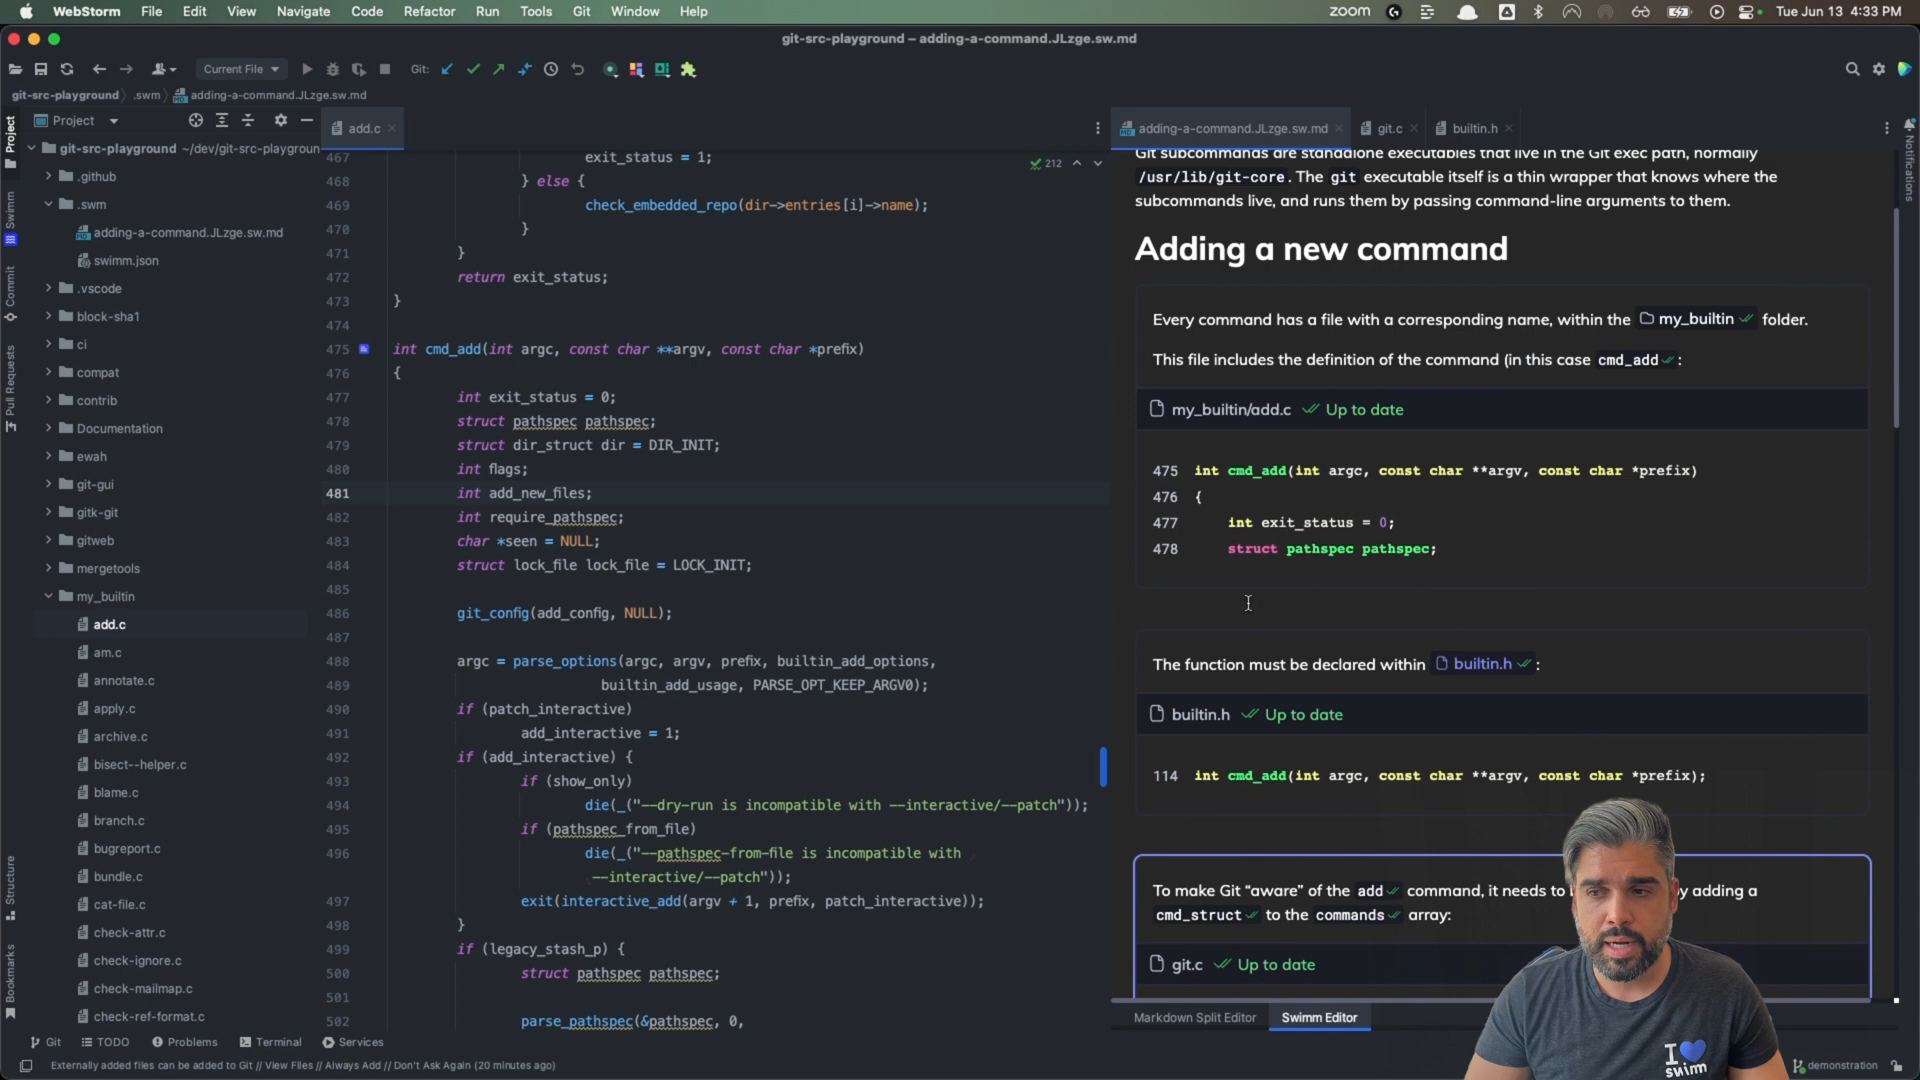 WebStorm File Edit View Navigate Code Refactor Run Tools Git Window Help
zoom
Tue Jun 13 4:33 PM
git-src-playground – adding-a-command.JLzge.sw.md
Current File
Git:
git-src-playground
.swm
adding-a-command.JLzge.sw.md
Project
Project
Swimm
Commit
Pull Requests
Structure
Bookmarks
git-src-playground ~/dev/git-src-playgroun
.github
.swm
adding-a-command.JLzge.sw.md
swimm.json
.vscode
block-sha1
ci
compat
contrib
Documentation
ewah
git-gui
gitk-git
gitweb
mergetools
my_builtin
add.c
am.c
annotate.c
apply.c
archive.c
bisect--helper.c
blame.c
branch.c
bugreport.c
bundle.c
cat-file.c
check-attr.c
check-ignore.c
check-mailmap.c
check-ref-format.c
add.c
212
467 exit_status = 1;
468 } else {
469 check_embedded_repo(dir->entries[i]->name);
470 }
471 }
472 return exit_status;
473 }
474
475 int cmd_add(int argc, const char **argv, const char *prefix)
476 {
477 int exit_status = 0;
478 struct pathspec pathspec;
479 struct dir_struct dir = DIR_INIT;
480 int flags;
481 int add_new_files;
482 int require_pathspec;
483 char *seen = NULL;
484 struct lock_file lock_file = LOCK_INIT;
485
486 git_config(add_config, NULL);
487
488 argc = parse_options(argc, argv, prefix, builtin_add_options,
489 builtin_add_usage, PARSE_OPT_KEEP_ARGV0);
490 if (patch_interactive)
491 add_interactive = 1;
492 if (add_interactive) {
493 if (show_only)
494 die(_("--dry-run is incompatible with --interactive/--patch"));
495 if (pathspec_from_file)
496 die(_("--pathspec-from-file is incompatible with
--interactive/--patch"));
497 exit(interactive_add(argv + 1, prefix, patch_interactive));
498 }
499 if (legacy_stash_p) {
500 struct pathspec pathspec;
501
502 parse_pathspec(&pathspec, 0,
adding-a-command.JLzge.sw.md git.c builtin.h
Notifications
Git subcommands are standalone executables that live in the Git exec path, normally
/usr/lib/git-core. The git executable itself is a thin wrapper that knows where the
subcommands live, and runs them by passing command-line arguments to them.
Adding a new command
Every command has a file with a corresponding name, within the my_builtin folder.
This file includes the definition of the command (in this case cmd_add :
my_builtin/add.c Up to date
475 int cmd_add(int argc, const char **argv, const char *prefix)
476 {
477 int exit_status = 0;
478 struct pathspec pathspec;
The function must be declared within builtin.h :
builtin.h Up to date
114 int cmd_add(int argc, const char **argv, const char *prefix);
To make Git “aware” of the add command, it needs to y adding a
cmd_struct to the commands array:
git.c Up to date
Markdown Split Editor Swimm Editor
I
swimm
Git TODO Problems Terminal Services
Externally added files can be added to Git // View Files // Always Add // Don't Ask Again (20 minutes ago)
demonstration